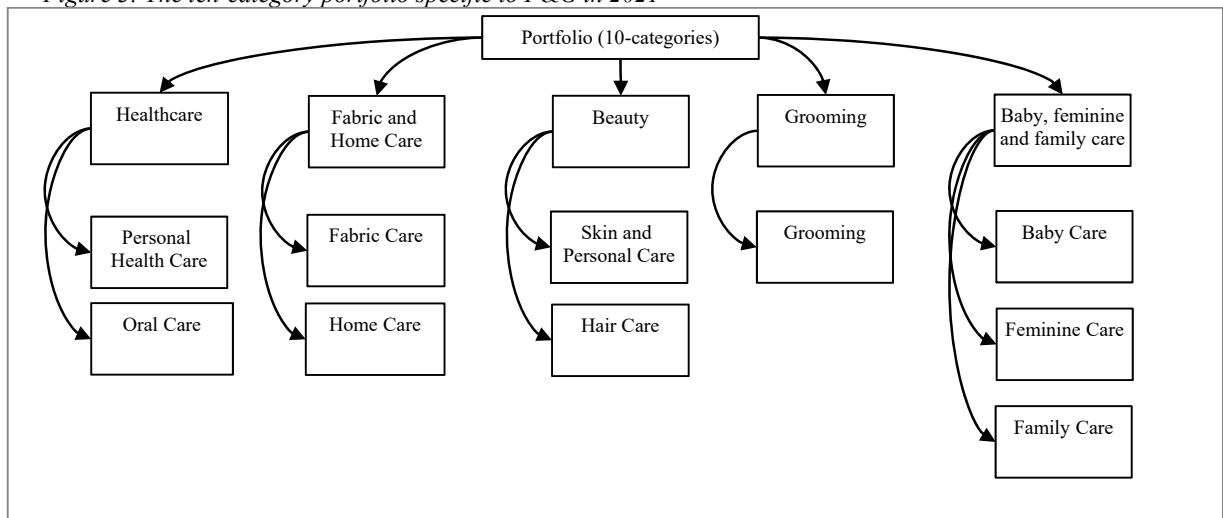 Figure 3. The ten-category portfolio specific to P&G in 2021
Portfolio (10-categories)
Healthcare
Fabric and
Home Care
Beauty
Grooming
Baby, feminine
and family care
Personal
Health Care
Fabric Care
Skin and
Personal Care
Grooming
Baby Care
Oral Care
Home Care
Hair Care
Feminine Care
Family Care